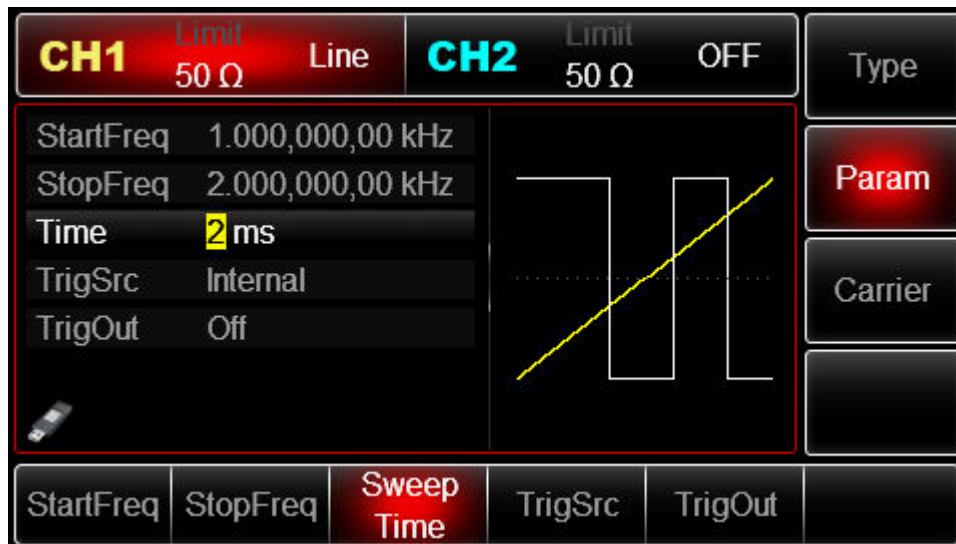 CH1 Limit 50 Ω Line CH2 Limit 50 Ω OFF
Type
StartFreq 1.000,000,00 kHz
StopFreq 2.000,000,00 kHz
Param
Time 2 ms
TrigSrc Internal
Carrier
TrigOut Off
StartFreq StopFreq Sweep Time TrigSrc TrigOut